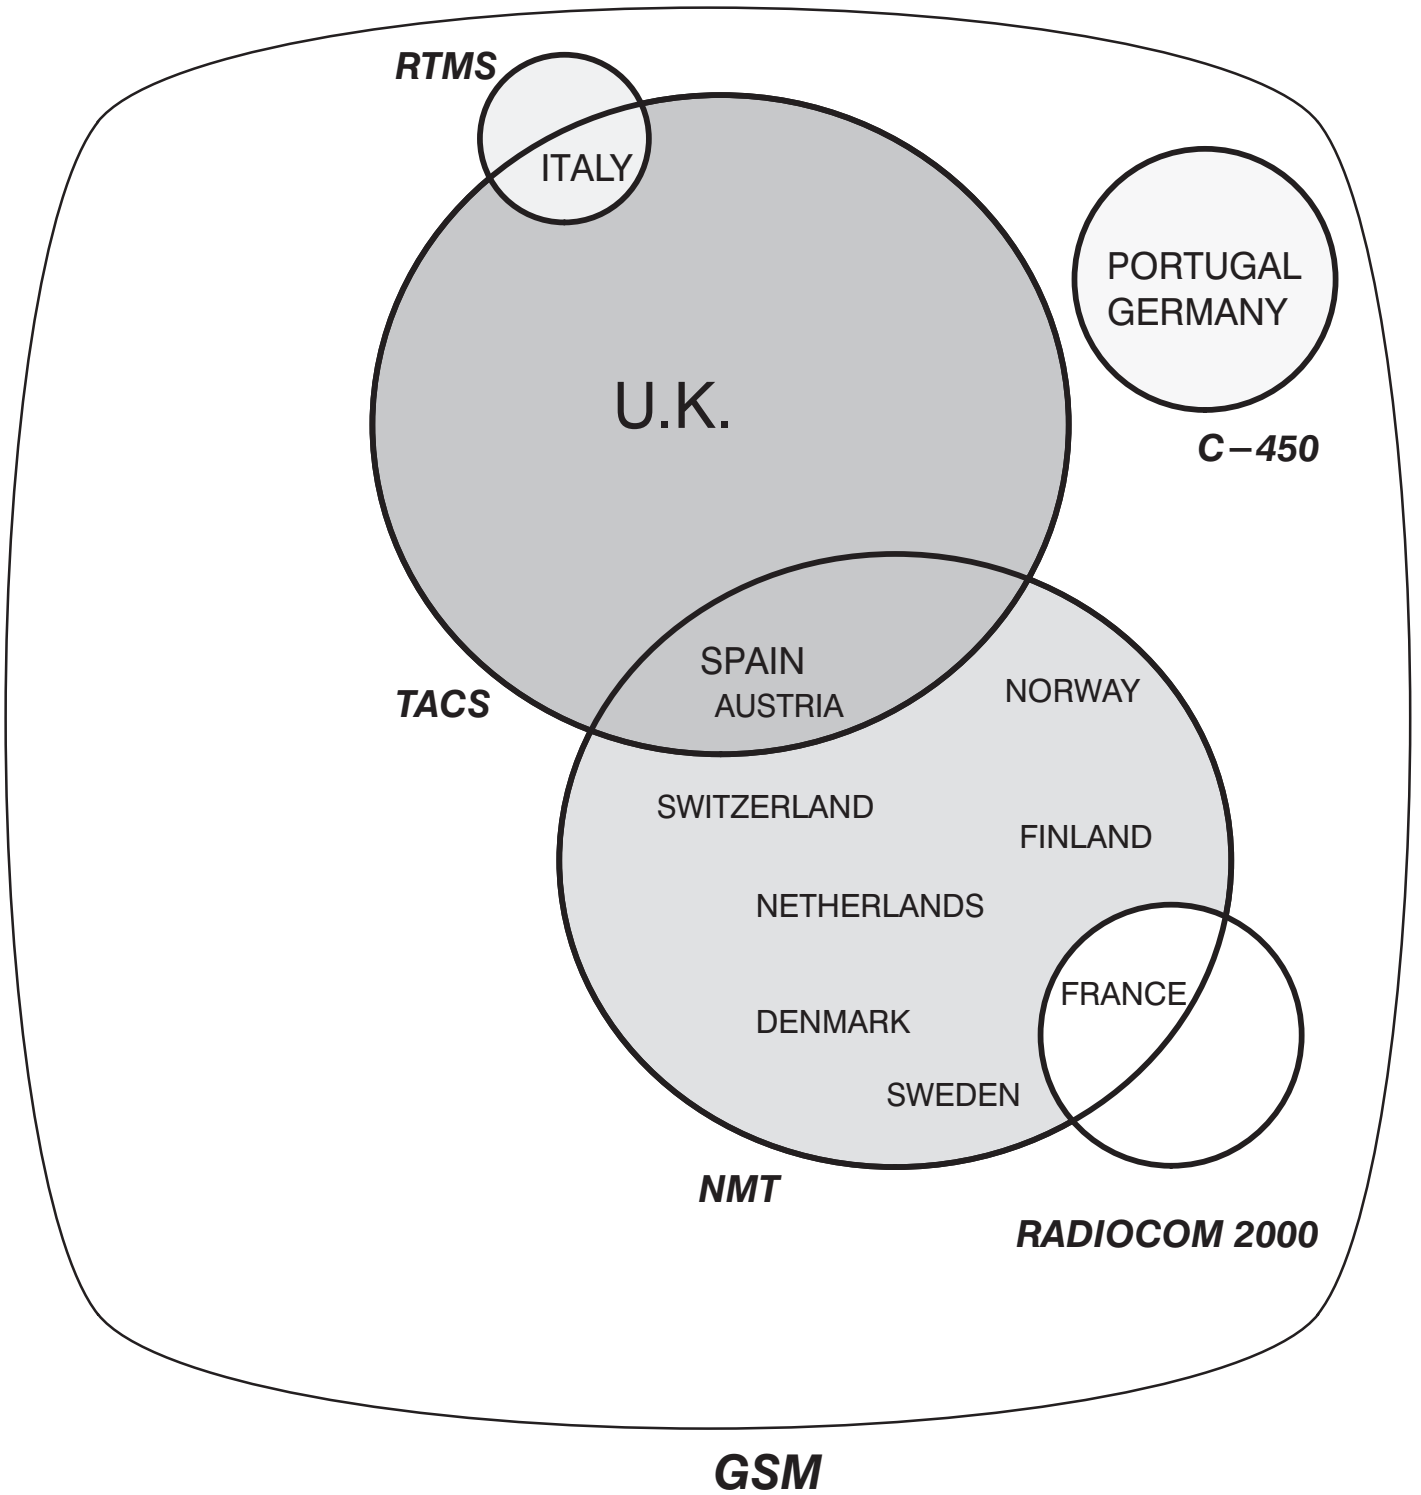 RTMS
ITALY
PORTUGAL
GERMANY
U.K.
C–450
SPAIN
AUSTRIA
NORWAY
TACS
SWITZERLAND
FINLAND
NETHERLANDS
FRANCE
DENMARK
SWEDEN
NMT
RADIOCOM 2000
GSM